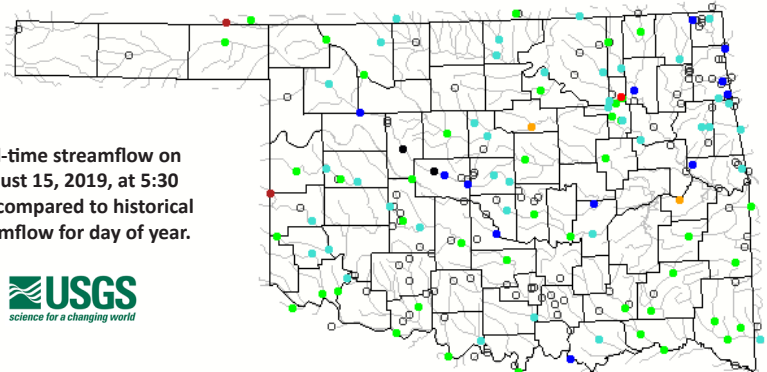 l-time streamflow on
ust 15, 2019, at 5:30
compared to historical
mflow for day of year.
USGS
science for a changing world